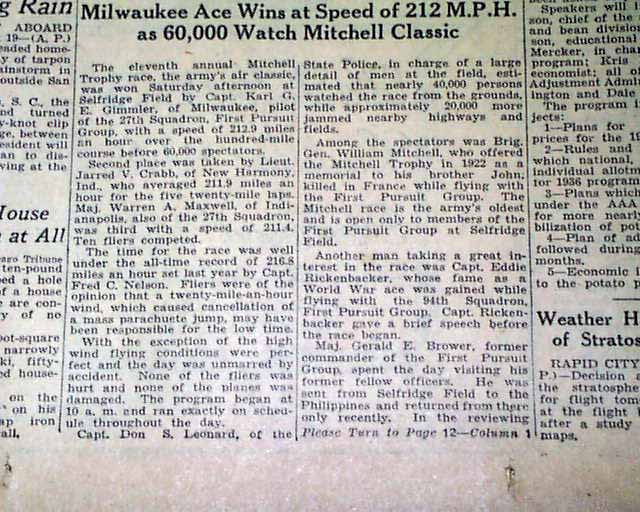 g Rain
ABOARD
19—(A. P.)
eaded home-
y of tarpon
ainstorm in
outside San
S. C., the
nd turned
y-knot clip
ge, between
esident will
an to dis-
ving at the
House
n at All
aro Tribune
ten-pound
ped a hole
of a house
e are con-
y of no
oot-square
narrowly
ki, fifty-
ed house-
on the
on his
ap iron
all,
Milwaukee Ace Wins at Speed of 212 M.P.H.
as 60,000 Watch Mitchell Classic
The eleventh annual Mitchell
Trophy race, the army's air classic,
was won Saturday afternoon at
Selfridge Field by Capt. Karl G.
E. Gimmler, of Milwaukee, pilot
of the 27th Squadron, First Pursuit
Group, with a speed of 212.9 miles
an hour over the hundred-mile
course before 60,000 spectators.
Second place was taken by Lieut.
Jarred V. Crabb, of New Harmony,
Ind., who averaged 211.9 miles an
hour for the five twenty-mile laps.
Maj. Warren A. Maxwell, of Indi-
anapolis, also of the 27th Squadron,
was third with a speed of 211.4.
Ten fliers competed.
The time for the race was well
under the all-time record of 216.8
miles an hour set last year by Capt.
Fred C. Nelson. Fliers were of the
opinion that a twenty-mile-an-hour
wind, which caused cancellation of
a mass parachute jump, may have
been responsible for the low time.
With the exception of the high
wind flying conditions were per-
fect and the day was unmarred by
accident. None of the fliers was
hurt and none of the planes was
damaged. The program began at
10 a. m. and ran exactly on sched-
ule throughout the day.
Capt. Don S. Leonard, of the
State Police, in charge of a large
detail of men at the field, esti-
mated that nearly 40,000 persons
watched the race from the grounds,
while approximately 20,000 more
jammed nearby highways and
fields.
Among the spectators was Brig.
Gen. William Mitchell, who offered
the Mitchell Trophy in 1922 as a
memorial to his brother John,
killed in France while flying with
the First Pursuit Group. The
Mitchell race is the army's oldest
and is open only to members of the
First Pursuit Group at Selfridge
Field.
Another man taking a great in-
terest in the race was Capt. Eddie
Rickenbacker, whose fame as a
World War ace was gained while
flying with the 94th Squadron,
First Pursuit Group. Capt. Ricken-
backer gave a brief speech before
the race began.
Maj. Gerald E. Brower, former
commander of the First Pursuit
Group, spent the day visiting his
former fellow officers. He was
sent from Selfridge Field to the
Philippines and returned from there
only recently. In the reviewing
Please Turn to Page 12—Column 1
Speakers will i
son, chief of the
and bean division
son, educational
Mercker, in char
program; Kris
economist; all
Adjustment Admi
ington and Dale
The program
jects:
1—Plans for
prices for the 19
2—Rules and
which national,
individual allotm
for 1936 program
3—Plans whi
under the AAA
for more nearly
bilization of pot
4—Plan of ad
followed during
months.
5—Economic
to the potato p
Weather H
of Stratos
RAPID CITY
P.)—Decision
the stratosphe
for flight tom
at the flight
after a study
maps.